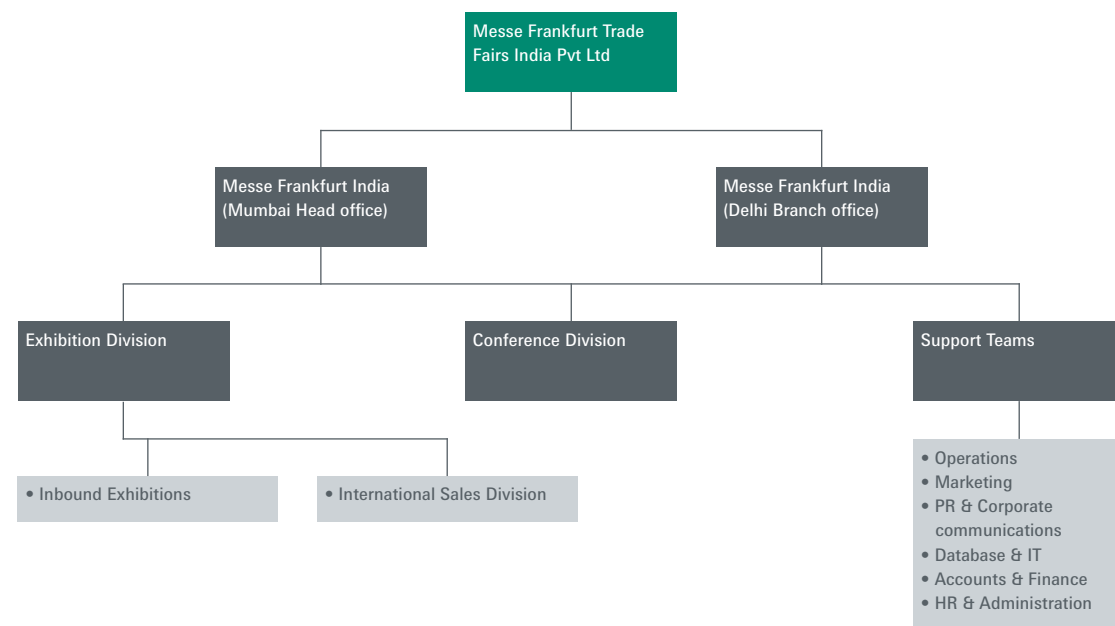 Messe Frankfurt Trade
Fairs India Pvt Ltd
Messe Frankfurt India
(Mumbai Head office)
Messe Frankfurt India
(Delhi Branch office)
Exhibition Division
Conference Division
Support Teams
• Inbound Exhibitions
• International Sales Division
• Operations
• Marketing
• PR & Corporate
communications
• Database & IT
• Accounts & Finance
• HR & Administration